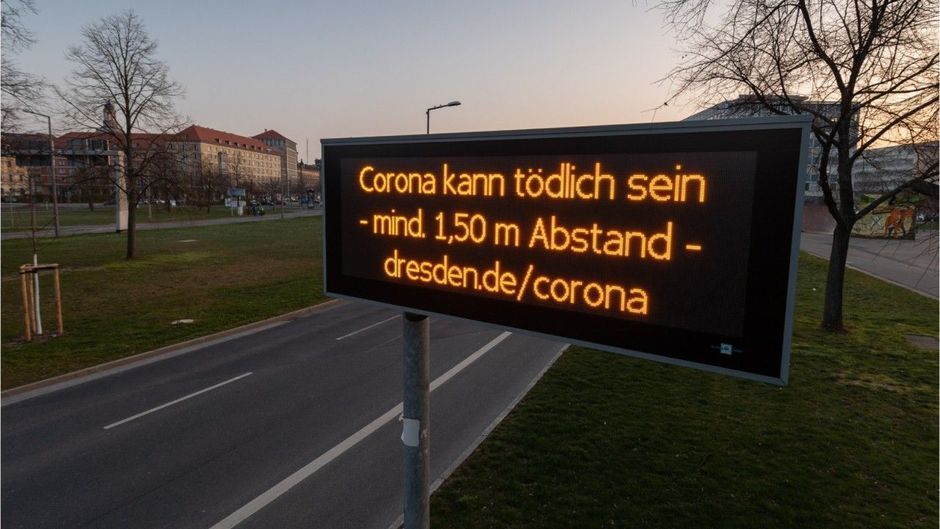 Corona kann tödlich sein
- mind. 1,50 m Abstand -
dresden.de/corona